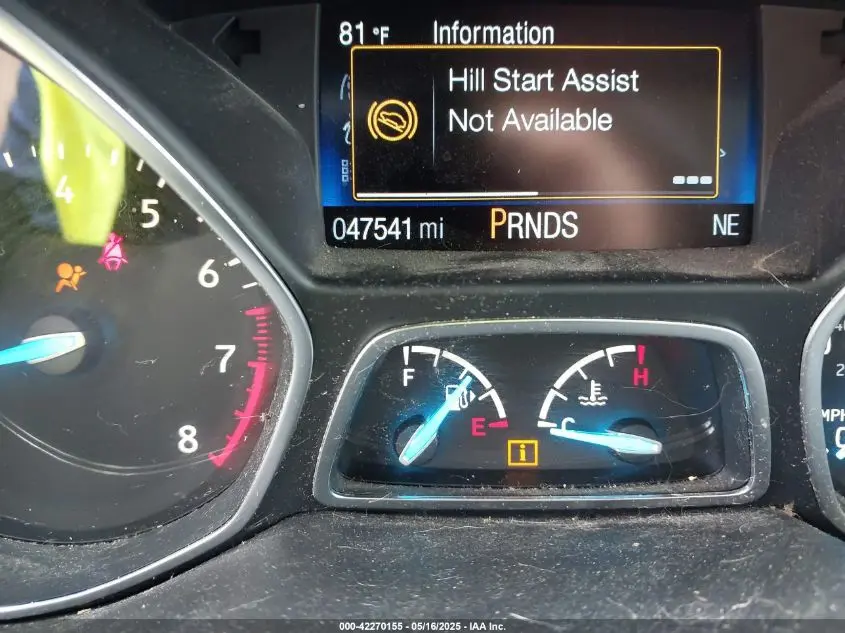 81 °F Information
Hill Start Assist
Not Available
047541 mi PRNDS NE
4
5
6
7
8
F
E
H
C
i
MPH
000-42270155 - 05/16/2025 - IAA Inc.